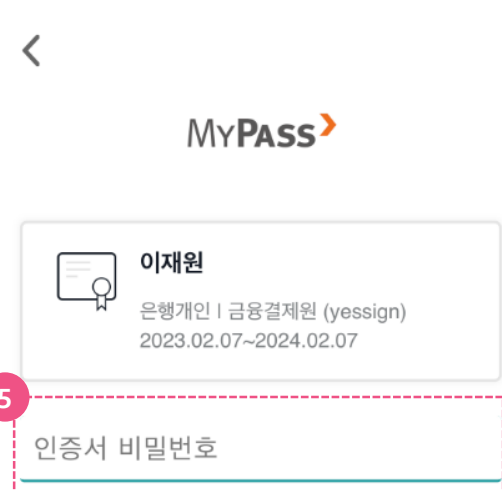 MYPASS
이재원
은행개인 | 금융결제원 (yessign)
2023.02.07~2024.02.07
5
인증서 비밀번호